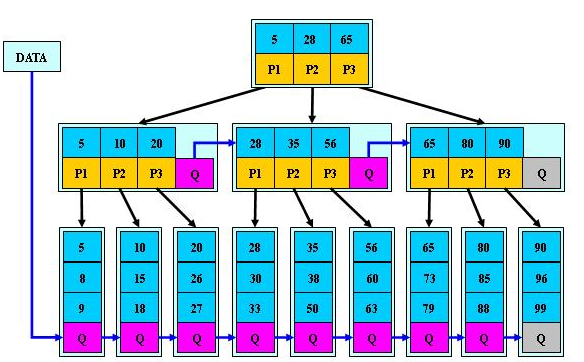 5 28 65
DATA
P1 P2 P3
5 10 20
28 35 56
65 80 90
P1 P2 P3 Q
P1 P2 P3 Q
P1 P2 P3 Q
5 10 20 28 35 56 65 80 90
8 15 26 30 38 60 73 85 96
9 18 27 33 50 63 79 88 99
Q Q Q Q Q Q Q Q Q